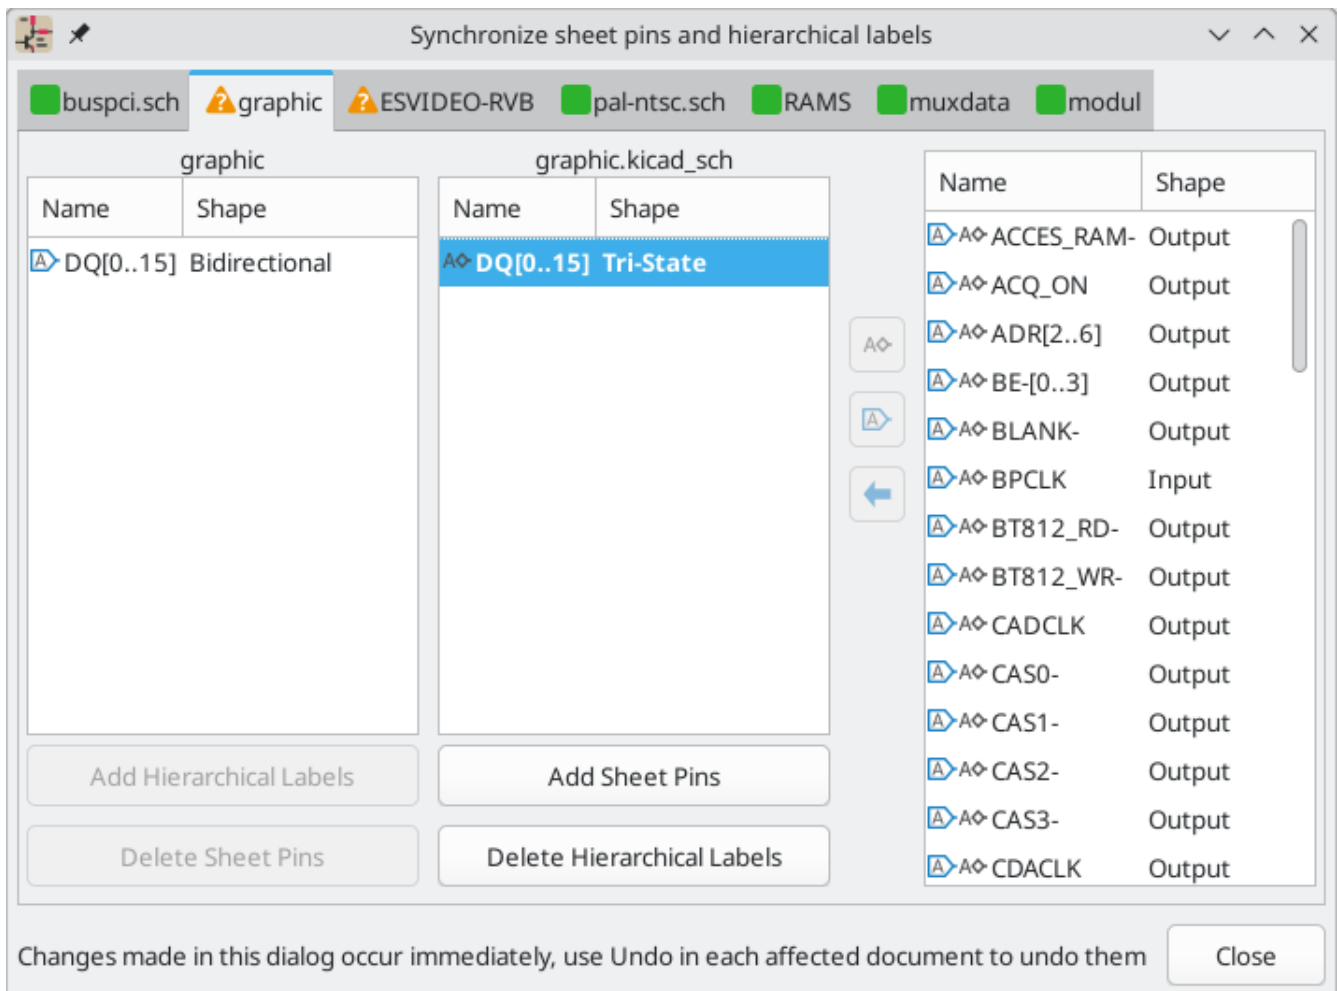 Synchronize sheet pins and hierarchical labels
buspci.sch graphic ESVIDEO-RVB pal-ntsc.sch RAMS muxdata modul
graphic
Name Shape
DQ[0..15] Bidirectional
Add Hierarchical Labels
Delete Sheet Pins
graphic.kicad_sch
Name Shape
DQ[0..15] Tri-State
Add Sheet Pins
Delete Hierarchical Labels
Name Shape
ACCES_RAM- Output
ACQ_ON Output
ADR[2..6] Output
BE-[0..3] Output
BLANK- Output
BPCLK Input
BT812_RD- Output
BT812_WR- Output
CADCLK Output
CAS0- Output
CAS1- Output
CAS2- Output
CAS3- Output
CDACLK Output
Changes made in this dialog occur immediately, use Undo in each affected document to undo them
Close